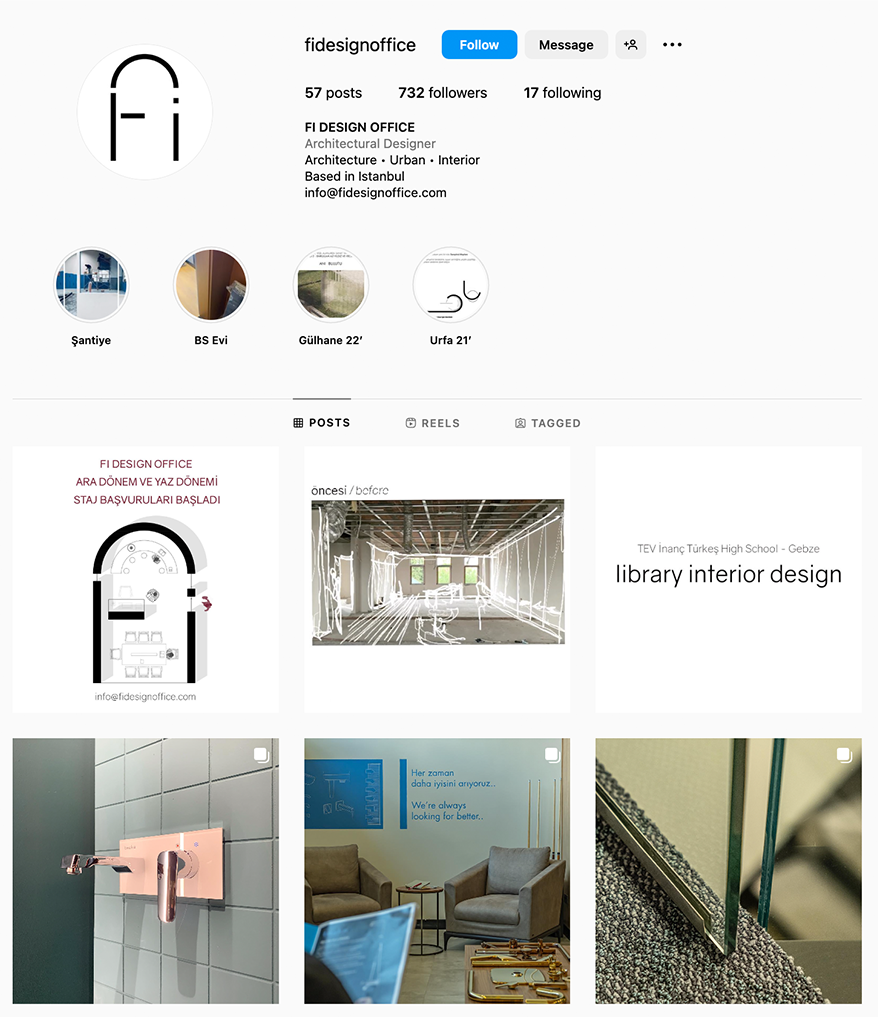 fidesignoffice
Follow
Message
57 posts
732 followers
17 following
FI DESIGN OFFICE
Architectural Designer
Architecture • Urban • Interior
Based in Istanbul
info@fidesignoffice.com
Fi
Şantiye
BS Evi
Gülhane 22’
Urfa 21’
POSTS
REELS
TAGGED
FI DESIGN OFFICE
ARA DÖNEM VE YAZ DÖNEMİ
STAJ BAŞVURULARI BAŞLADI
info@fidesignoffice.com
öncesi / before
TEV İnanç Türkeş High School - Gebze
library interior design
Her zaman
daha iyisini arıyoruz..
We're always
looking for better..